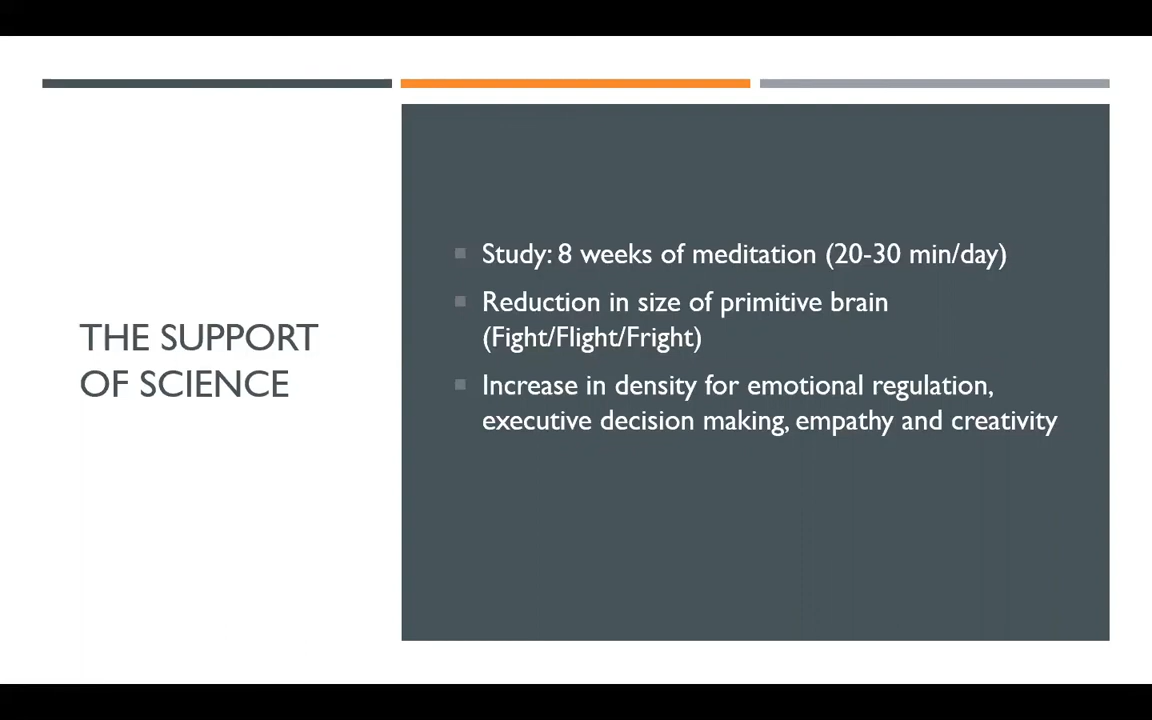 THE SUPPORT
OF SCIENCE
Study: 8 weeks of meditation (20-30 min/day)
Reduction in size of primitive brain
(Fight/Flight/Fright)
Increase in density for emotional regulation,
executive decision making, empathy and creativity